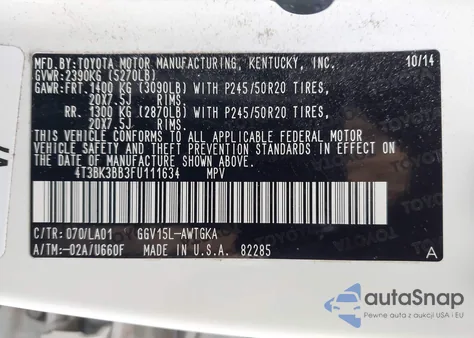 MFD.BY: TOYOTA MOTOR MANUFACTURING, KENTUCKY, INC. 10/14
GVWR: 2390KG (5270LB)
GAWR: FRT. 1400 KG (3090LB) WITH P245/50R20 TIRES,
20X7.5J RIMS,
RR. 1300 KG (2870LB) WITH P245/50R20 TIRES,
20X7.5J RIMS,
THIS VEHICLE CONFORMS TO ALL APPLICABLE FEDERAL MOTOR
VEHICLE SAFETY AND THEFT PREVENTION STANDARDS IN EFFECT ON
THE DATE OF MANUFACTURE SHOWN ABOVE.
4T3BK3BB3FU111634 MPV
C/TR: 070/LA01 GGV15L-AWTGKA
A/TM:-02A/U660F MADE IN U.S.A. 82285 A
autoSnap
Pewne auta z USA i EU